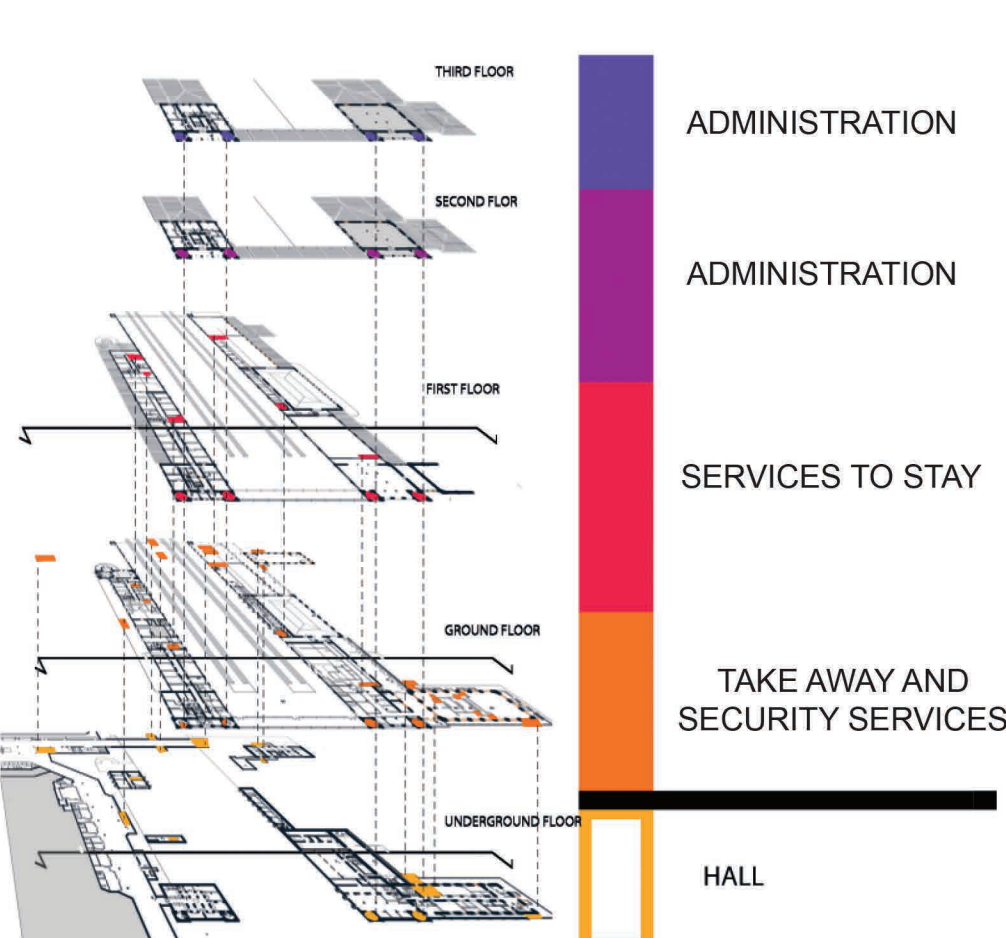 THIRD FLOOR
ADMINISTRATION
SECOND FLOR
ADMINISTRATION
FIRST FLOOR
SERVICES TO STAY
GROUND FLOOR
TAKE AWAY AND
SECURITY SERVICES
UNDERGROUND FLOOR
HALL